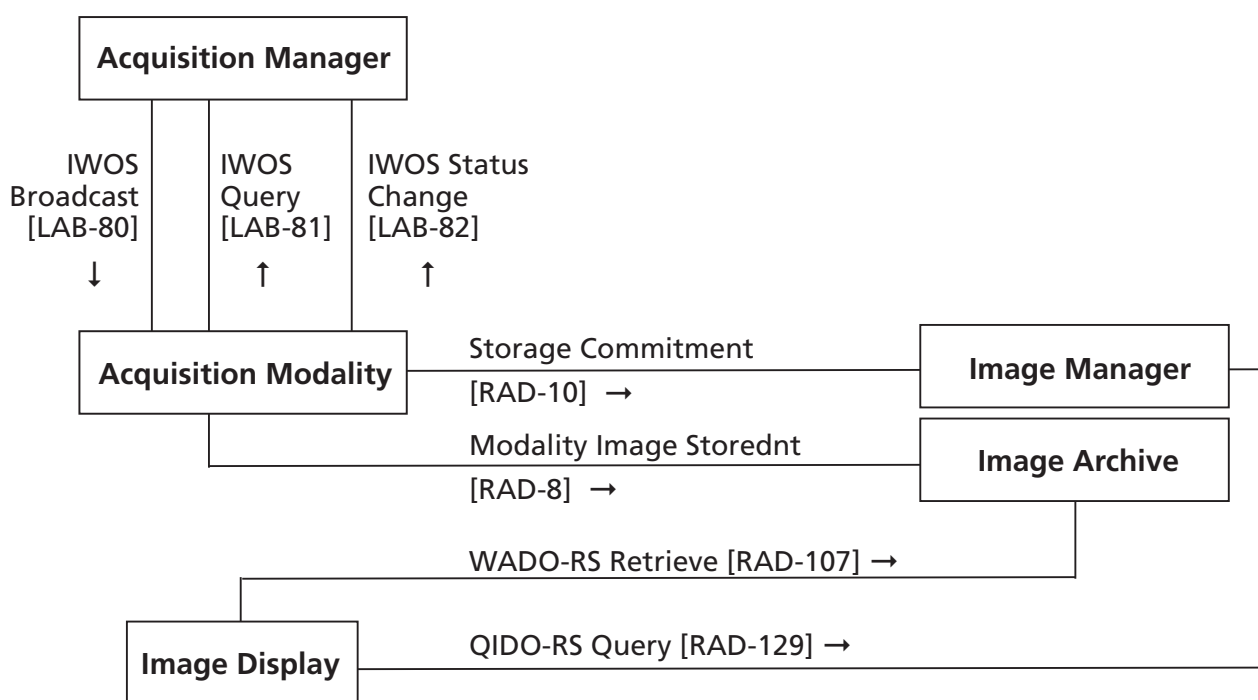 Acquisition Manager
IWOS
Broadcast
[LAB-80]
↓
IWOS
Query
[LAB-81]
↑
IWOS Status
Change
[LAB-82]
↑
Acquisition Modality
Storage Commitment
[RAD-10] →
Image Manager
Modality Image Storednt
[RAD-8] →
Image Archive
WADO-RS Retrieve [RAD-107] →
Image Display
QIDO-RS Query [RAD-129] →